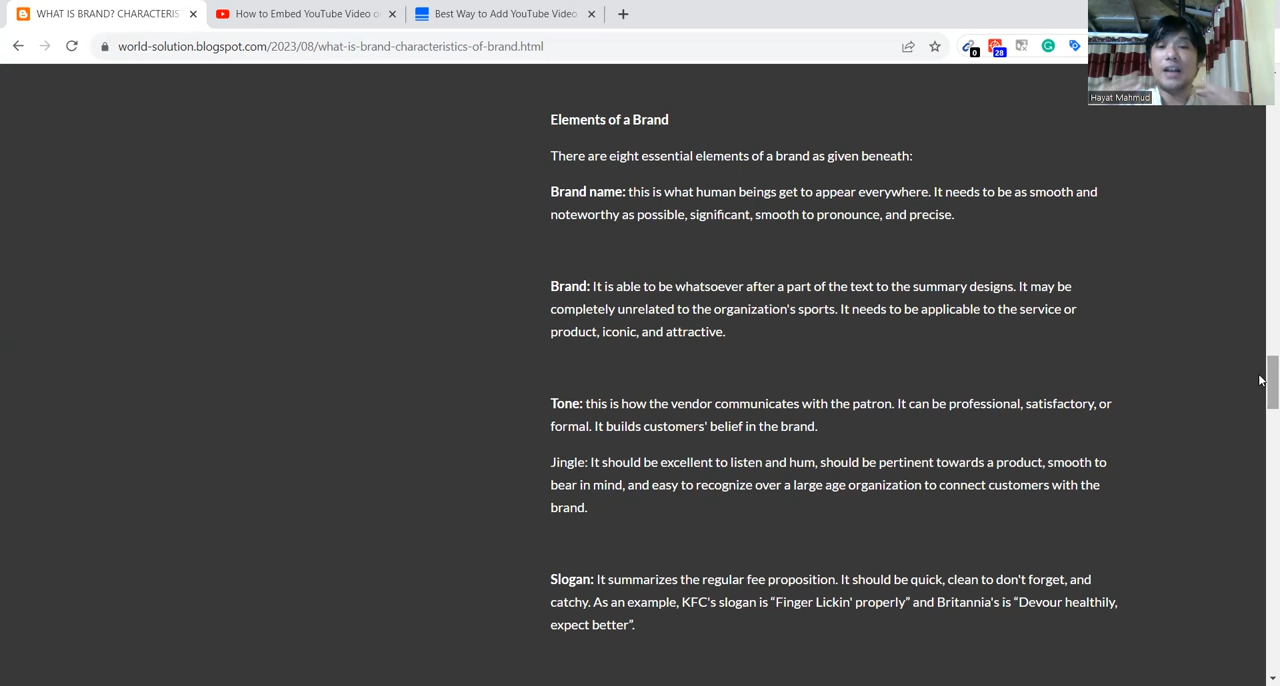 WHAT IS BRAND? CHARACTERIS
How to Embed YouTube Video o
Best Way to Add YouTube Video
world-solution.blogspot.com/2023/08/what-is-brand-characteristics-of-brand.html
0
28
Hayat Mahmud
Elements of a Brand
There are eight essential elements of a brand as given beneath:
Brand name: this is what human beings get to appear everywhere. It needs to be as smooth and
noteworthy as possible, significant, smooth to pronounce, and precise.
Brand: It is able to be whatsoever after a part of the text to the summary designs. It may be
completely unrelated to the organization's sports. It needs to be applicable to the service or
product, iconic, and attractive.
Tone: this is how the vendor communicates with the patron. It can be professional, satisfactory, or
formal. It builds customers' belief in the brand.
Jingle: It should be excellent to listen and hum, should be pertinent towards a product, smooth to
bear in mind, and easy to recognize over a large age organization to connect customers with the
brand.
Slogan: It summarizes the regular fee proposition. It should be quick, clean to don't forget, and
catchy. As an example, KFC's slogan is “Finger Lickin' properly” and Britannia's is “Devour healthily,
expect better”.